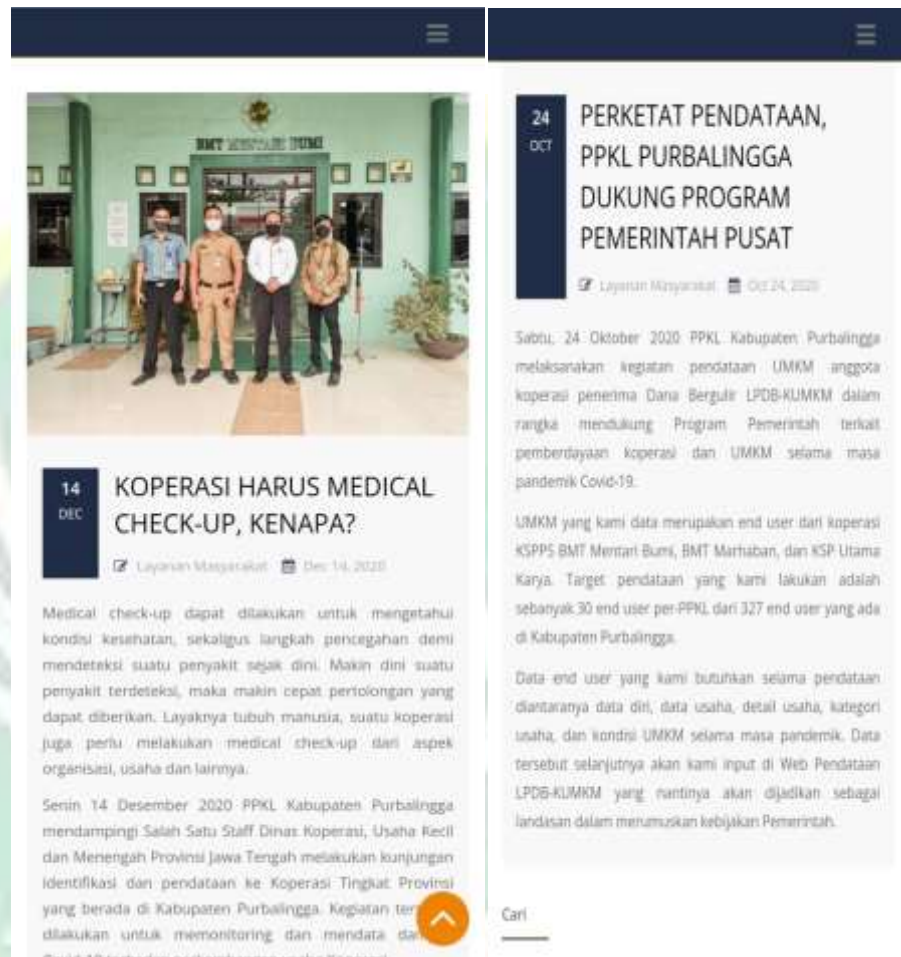 BMT MENTARI BUMI
14
DEC
KOPERASI HARUS MEDICAL
CHECK-UP, KENAPA?
Layanan Masyarakat Dec 14, 2020
Medical check-up dapat dilakukan untuk mengetahui
kondisi kesehatan, sekaligus langkah pencegahan demi
mendeteksi suatu penyakit sejak dini. Makin dini suatu
penyakit terdeteksi, maka makin cepat pertolongan yang
dapat diberikan. Layaknya tubuh manusia, suatu koperasi
juga perlu melakukan medical check-up dari aspek
organisasi, usaha dan lainnya.
Senin 14 Desember 2020 PPKL Kabupaten Purbalingga
mendampingi Salah Satu Staff Dinas Koperasi, Usaha Kecil
dan Menengah Provinsi Jawa Tengah melakukan kunjungan
identifikasi dan pendataan ke Koperasi Tingkat Provinsi
yang berada di Kabupaten Purbalingga. Kegiatan
dilakukan untuk memonitoring dan mendata
24
OCT
PERKETAT PENDATAAN,
PPKL PURBALINGGA
DUKUNG PROGRAM
PEMERINTAH PUSAT
Layanan Masyarakat Oct 24, 2020
Sabtu, 24 Oktober 2020 PPKL Kabupaten Purbalingga
melaksanakan kegiatan pendataan UMKM anggota
koperasi penerima Dana Bergulir LPDB-KUMKM dalam
rangka mendukung Program Pemerintah terkait
pemberdayaan koperasi dan UMKM selama masa
pandemik Covid-19.
UMKM yang kami data merupakan end user dari koperasi
KSPPS BMT Mentari Bumi, BMT Marhaban, dan KSP Utama
Karya. Target pendataan yang kami lakukan adalah
sebanyak 30 end user per-PPKL dari 327 end user yang ada
di Kabupaten Purbalingga.
Data end user yang kami butuhkan selama pendataan
diantaranya data diri, data usaha, detail usaha, kategori
usaha, dan kondisi UMKM selama masa pandemik. Data
tersebut selanjutnya akan kami input di Web Pendataan
LPDB-KUMKM yang nantinya akan dijadikan sebagai
landasan dalam merumuskan kebijakan Pemerintah.
Cari